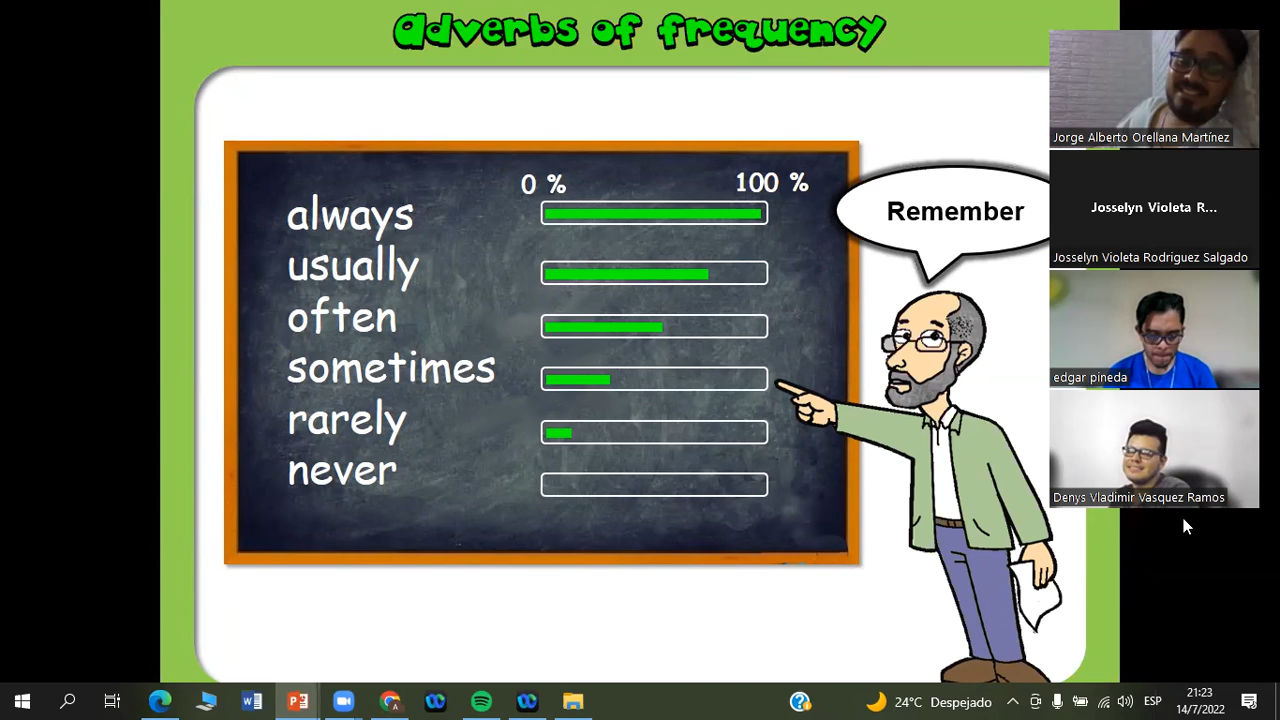 Adverbs of frequency
0 % 100 %
always
usually
often
sometimes
rarely
never
Remember
Jorge Alberto Orellana Martínez
Josselyn Violeta R...
Josselyn Violeta Rodriguez Salgado
edgar pineda
Denys Vladimir Vasquez Ramos
24°C Despejado
ESP
21:23
14/7/2022